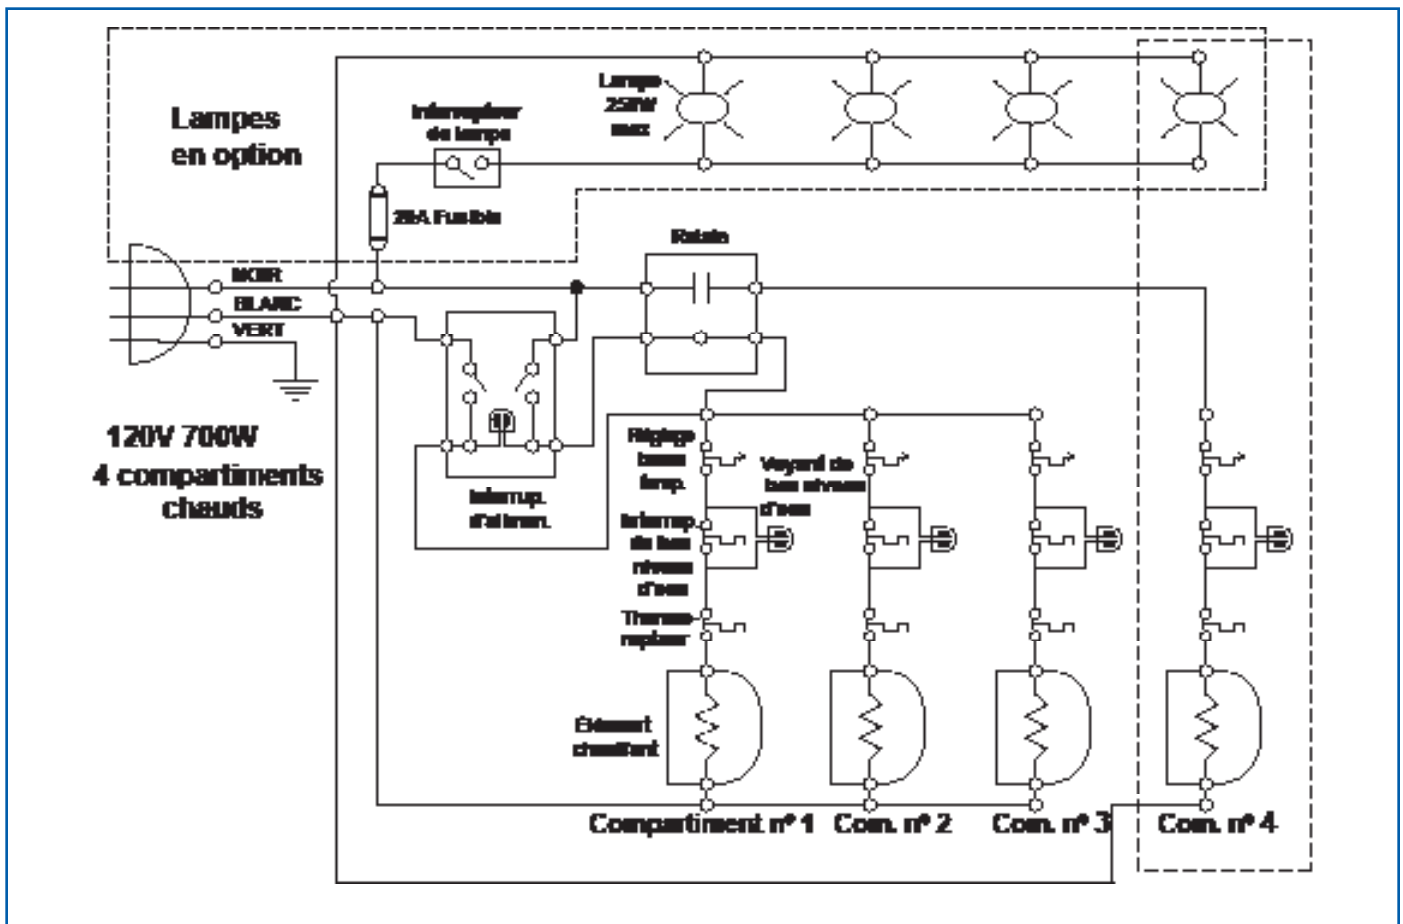 Lampes
en option
Interrupteur
de lampe
Lampe
250W
max
20A Fusible
Relais
NOIR
BLANC
VERT
120V 700W
4 compartiments
chauds
Interrup.
d'alimen.
Réglage
basse
temp.
Voyant de
bas niveau
d'eau
Interrup.
de bas
niveau
d'eau
Thermo-
rupteur
Élément
chauffant
Compartiment nº 1
Com. nº 2
Com. nº 3
Com. nº 4